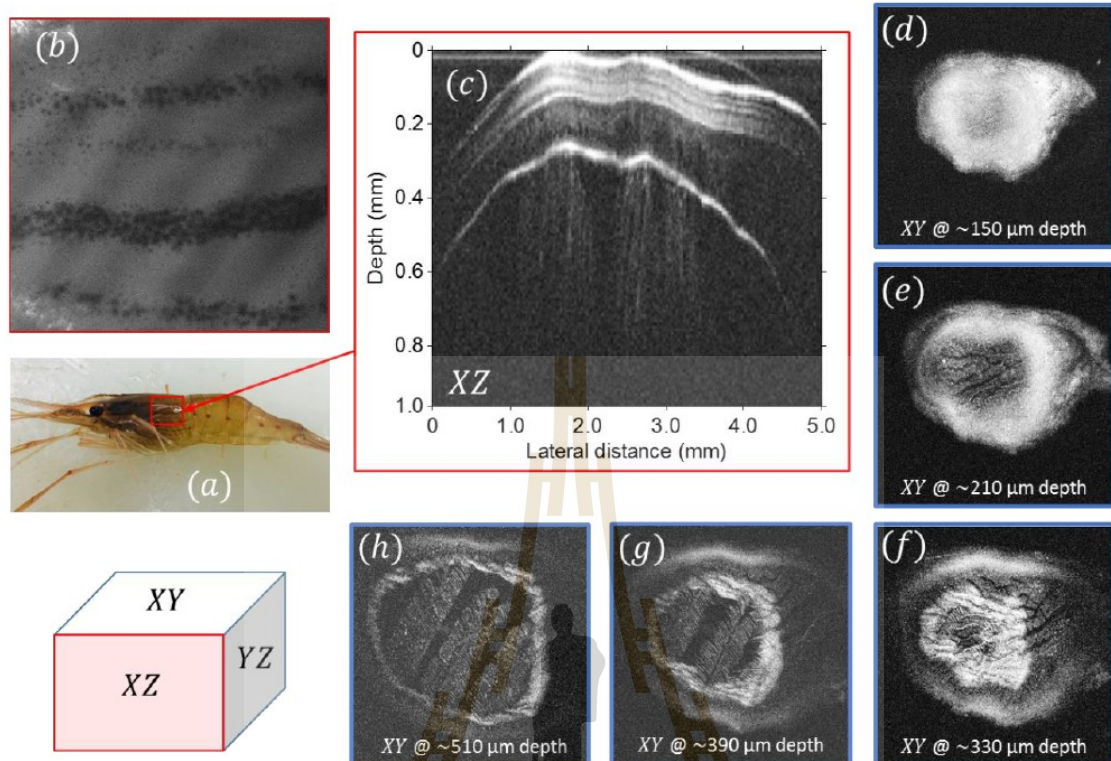 (b)
(c)
0
0.2
0.4
0.6
0.8
1.0
Depth (mm)
XZ
0 1.0 2.0 3.0 4.0 5.0
Lateral distance (mm)
(d)
XY @ ~150 μm depth
(e)
XY @ ~210 μm depth
(a)
(h)
XY @ ~510 μm depth
(g)
XY @ ~390 μm depth
(f)
XY @ ~330 μm depth
XY
XZ
YZ